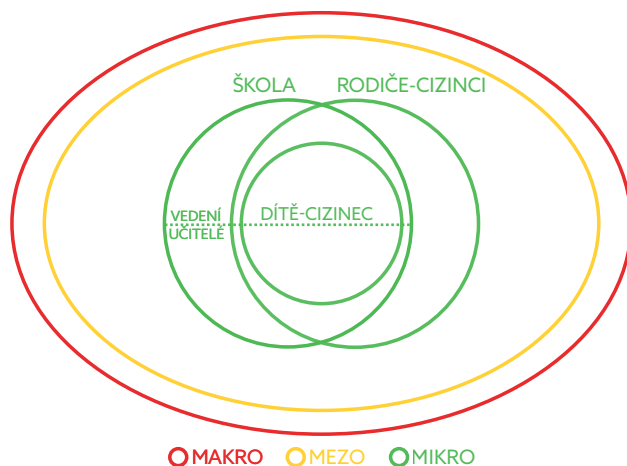 ŠKOLA RODIČE-CIZINCI
VEDENÍ
UČITELÉ
DÍTĚ-CIZINEC
MAKRO MEZO MIKRO